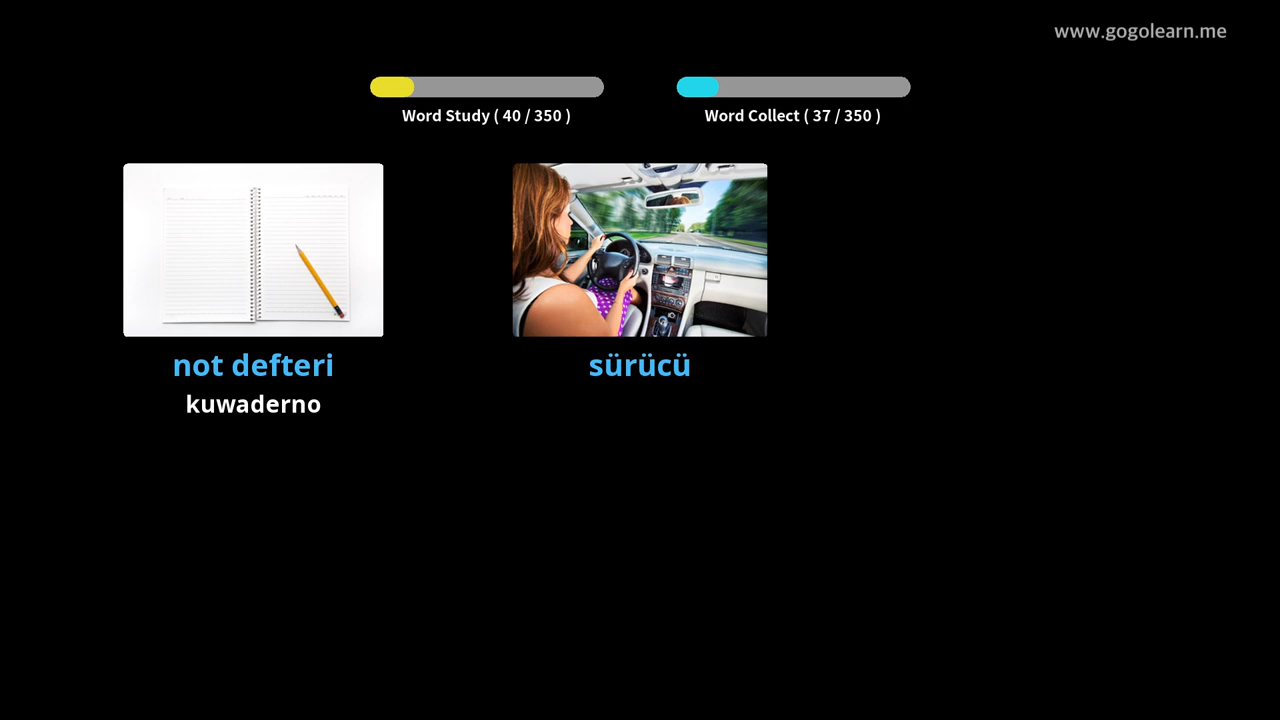 www.gogolearn.me
Word Study ( 40 / 350 )
Word Collect ( 37 / 350 )
not defteri
kuwaderno
sürücü